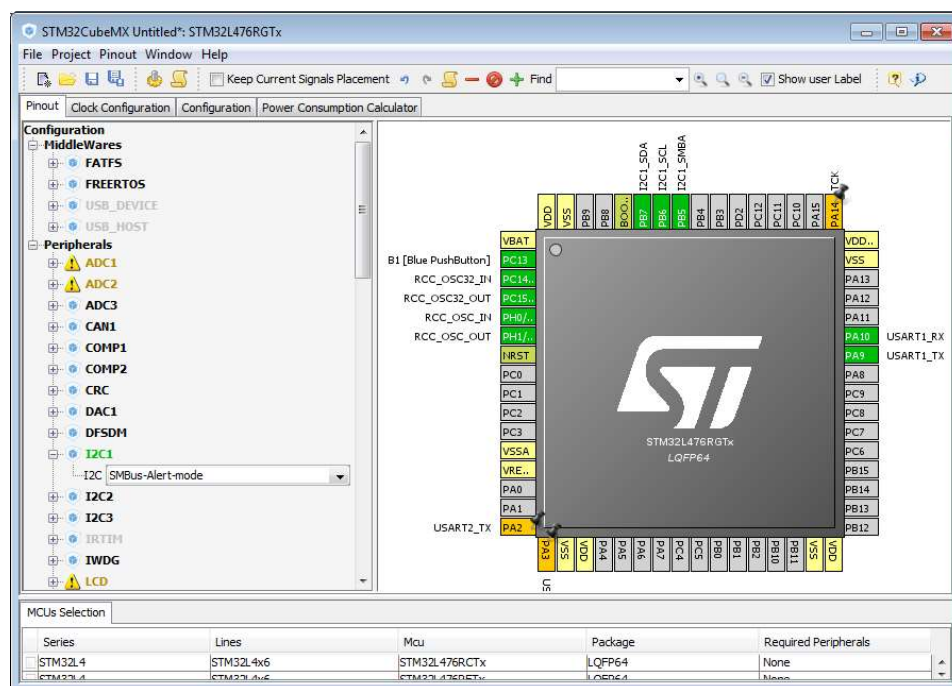 STM32CubeMX Untitled*: STM32L476RGTx
File Project Pinout Window Help
Keep Current Signals Placement Find Show user Label
Pinout Clock Configuration Configuration Power Consumption Calculator
Configuration
MiddleWares
FATFS
FREERTOS
USB_DEVICE
USB_HOST
Peripherals
ADC1
ADC2
ADC3
CAN1
COMP1
COMP2
CRC
DAC1
DFSDM
I2C1
I2C SMBus-Alert-mode
I2C2
I2C3
IRTIM
IWDG
LCD
I2C1_SDA
I2C1_SCL
I2C1_SMBA
TCK
VDD
VSS
PB9
PB8
BOO..
PB7
PB6
PB5
PB4
PB3
PD2
PC12
PC11
PC10
PA15
PA14
VBAT
B1 [Blue PushButton] PC13
RCC_OSC32_IN PC14..
RCC_OSC32_OUT PC15..
RCC_OSC_IN PH0/..
RCC_OSC_OUT PH1/..
NRST
PC0
PC1
PC2
PC3
VSSA
VRE..
PA0
PA1
USART2_TX PA2
ST
STM32L476RGTx
LQFP64
VDD..
VSS
PA13
PA12
PA11
PA10 USART1_RX
PA9 USART1_TX
PA8
PC9
PC8
PC7
PC6
PB15
PB14
PB13
PB12
PA3
VSS
VDD
PA4
PA5
PA6
PA7
PC4
PC5
PB0
PB1
PB2
PB10
PB11
VSS
VDD
US
MCUs Selection
Series Lines Mcu Package Required Peripherals
STM32L4 STM32L4x6 STM32L476RCTx LQFP64 None
STM32L4 STM32L4x6 STM32L476RETx LQFP64 None